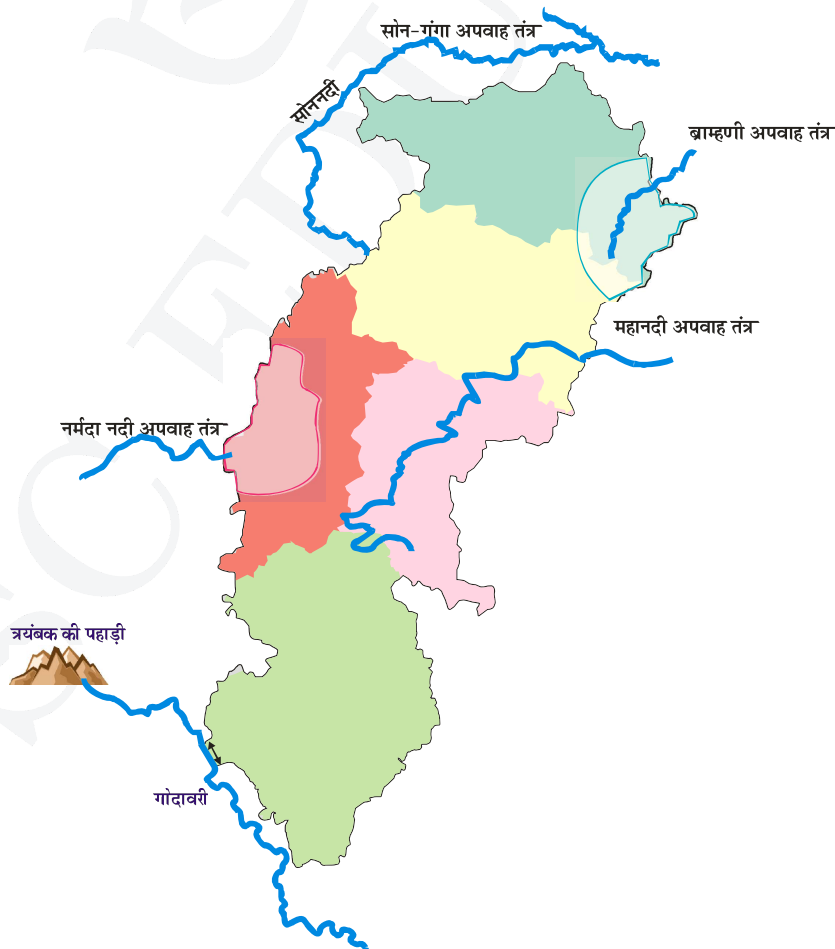 सोन-गंगा अपवाह तंत्र
सोननदी
ब्राम्हणी अपवाह तंत्र
महानदी अपवाह तंत्र
नर्मदा नदी अपवाह तंत्र
त्रयंबक की पहाड़ी
गोदावरी